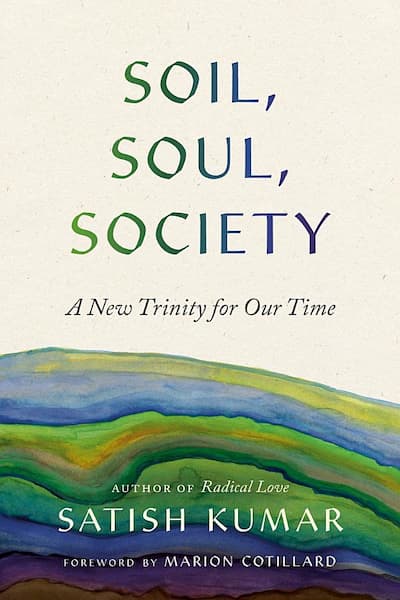 SOIL,
SOUL,
SOCIETY
A New Trinity for Our Time
AUTHOR OF Radical Love
SATISH KUMAR
FOREWORD BY MARION COTILLARD